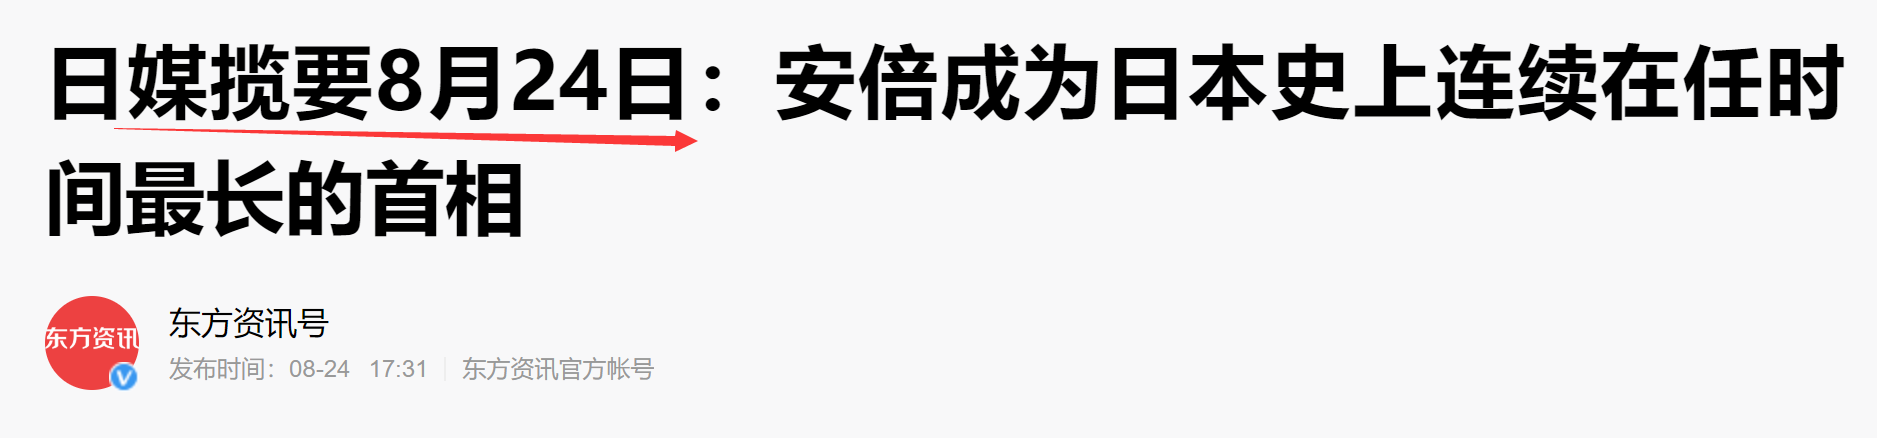 日媒揽要8月24日：安倍成为日本史上连续在任时
间最长的首相
东方资讯
东方资讯号
发布时间：08-24 17:31 东方资讯官方帐号